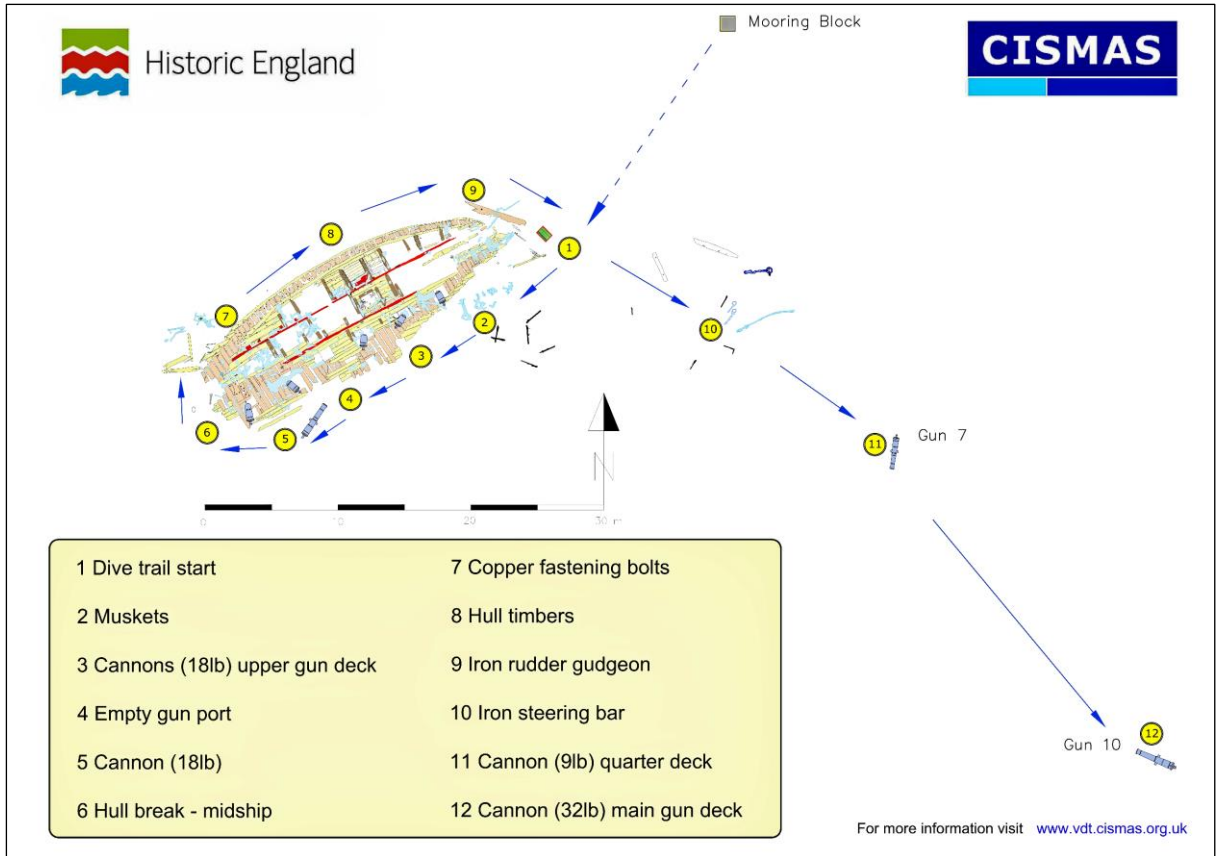 Mooring Block
Historic England
CISMAS
9
8
1
7
10
2
3
4
6
5
11
Gun 7
N
0
10
20
30 m
1 Dive trail start
2 Muskets
3 Cannons (18lb) upper gun deck
4 Empty gun port
5 Cannon (18lb)
6 Hull break - midship
7 Copper fastening bolts
8 Hull timbers
9 Iron rudder gudgeon
10 Iron steering bar
11 Cannon (9lb) quarter deck
12 Cannon (32lb) main gun deck
12
Gun 10
For more information visit www.vdt.cismas.org.uk